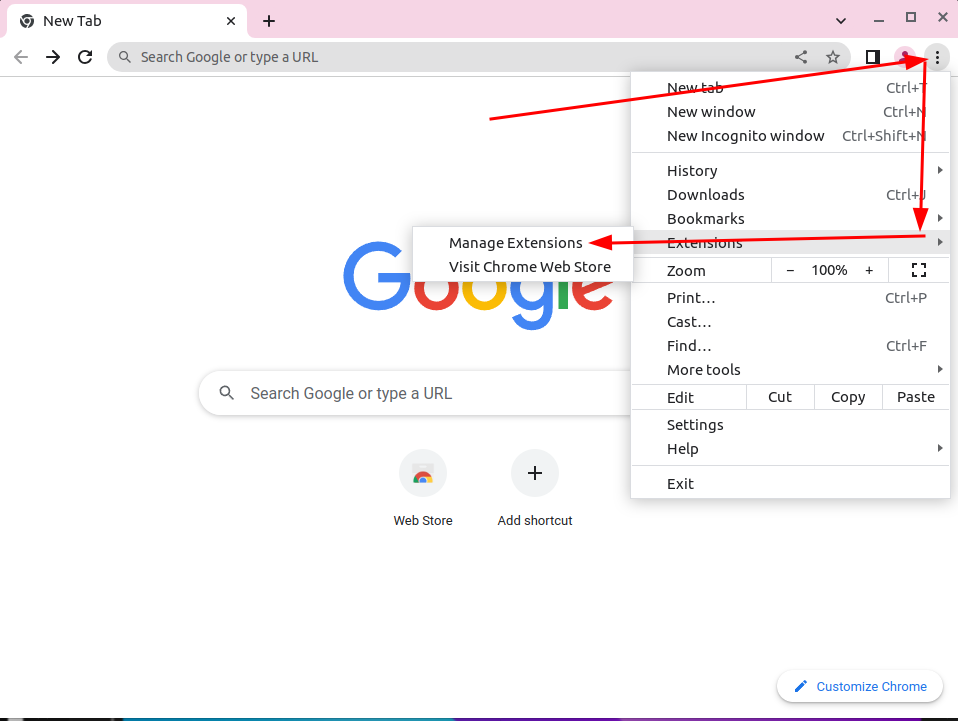 New Tab
Search Google or type a URL
New tab Ctrl+T
New window Ctrl+N
New Incognito window Ctrl+Shift+N
History
Downloads Ctrl+J
Bookmarks
Extensions
Manage Extensions
Visit Chrome Web Store
Zoom − 100% +
Google
Print… Ctrl+P
Cast…
Find… Ctrl+F
More tools
Edit Cut Copy Paste
Search Google or type a URL
Settings
Help
Exit
Web Store
Add shortcut
Customize Chrome